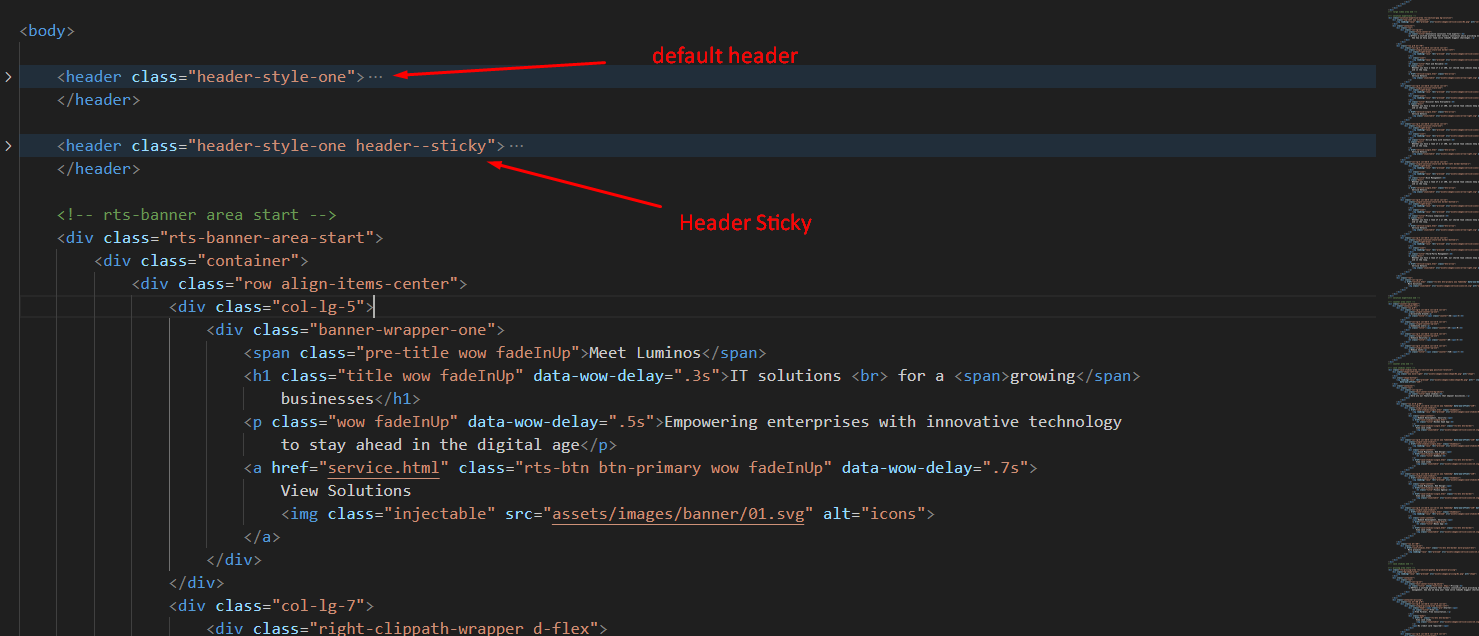 <body>
default header
<header class="header-style-one">···
</header>
<header class="header-style-one header--sticky">···
</header>
Header Sticky
<!-- rts-banner area start -->
<div class="rts-banner-area-start">
<div class="container">
<div class="row align-items-center">
<div class="col-lg-5">
<div class="banner-wrapper-one">
<span class="pre-title wow fadeInUp">Meet Luminos</span>
<h1 class="title wow fadeInUp" data-wow-delay=".3s">IT solutions <br> for a <span>growing</span>
businesses</h1>
<p class="wow fadeInUp" data-wow-delay=".5s">Empowering enterprises with innovative technology
to stay ahead in the digital age</p>
<a href="service.html" class="rts-btn btn-primary wow fadeInUp" data-wow-delay=".7s">
View Solutions
<img class="injectable" src="assets/images/banner/01.svg" alt="icons">
</a>
</div>
</div>
<div class="col-lg-7">
<div class="right-clippath-wrapper d-flex">